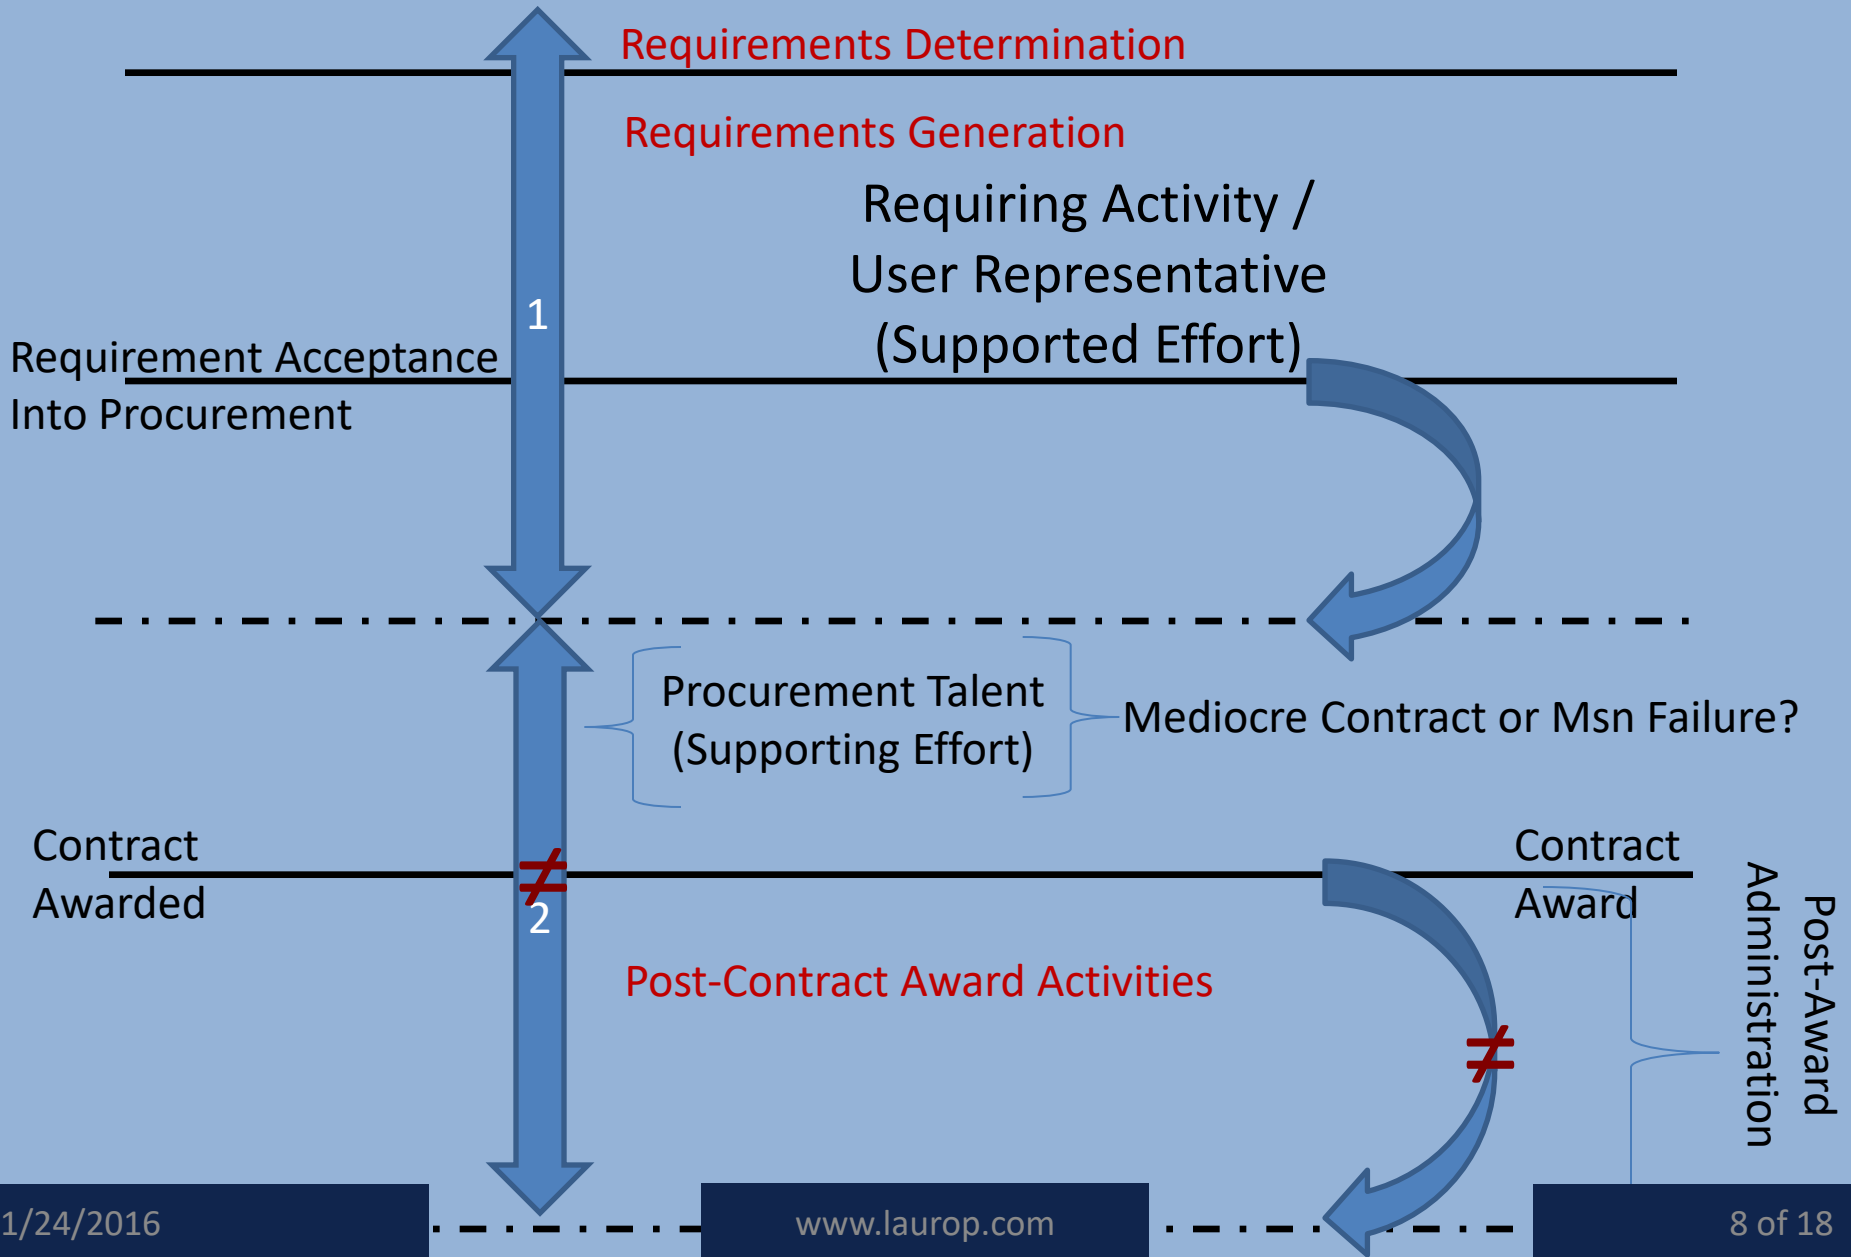 Requirements Determination
Requirements Generation
Requiring Activity /
User Representative
(Supported Effort)
1
Requirement Acceptance
Into Procurement
Procurement Talent
(Supporting Effort)
Mediocre Contract or Msn Failure?
Contract
Awarded
≠
2
Contract
Award
Post-Award
Administration
Post-Contract Award Activities
≠
1/24/2016
www.laurop.com
8 of 18